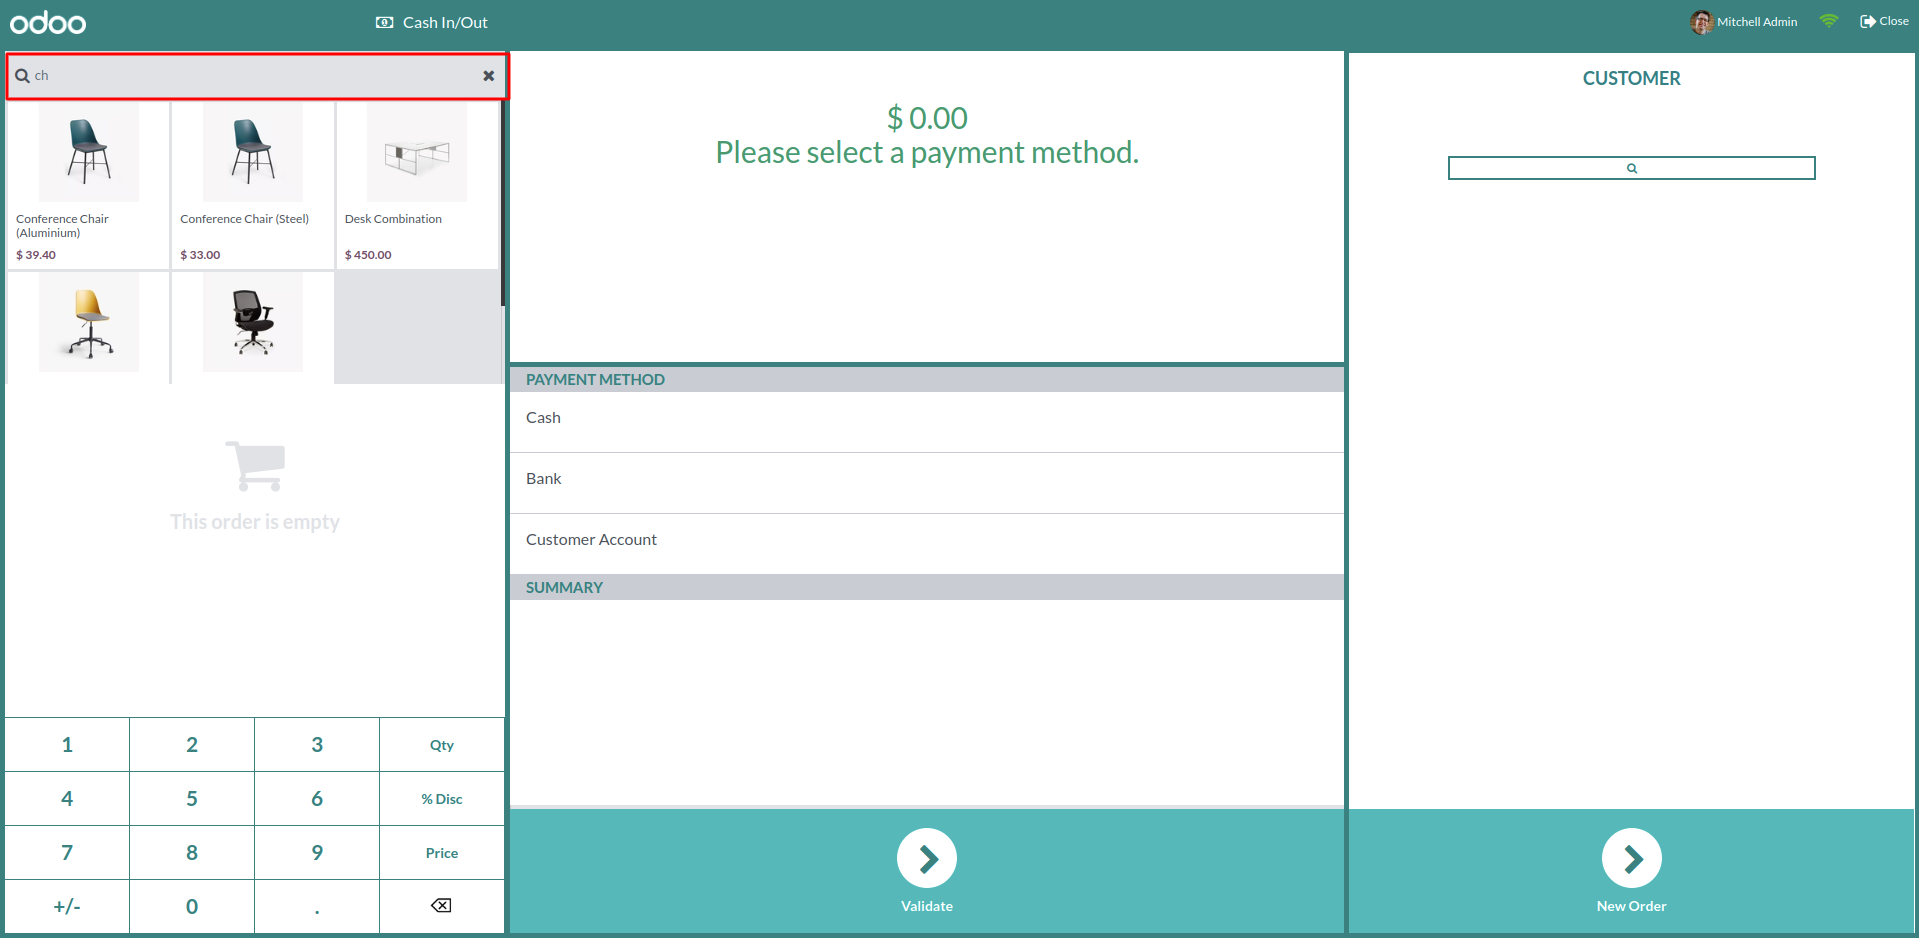 odoo
Cash In/Out
Mitchell Admin
Close
ch
Conference Chair
(Aluminium)
$ 39.40
Conference Chair (Steel)
$ 33.00
Desk Combination
$ 450.00
This order is empty
1 2 3 Qty
4 5 6 % Disc
7 8 9 Price
+/- 0 .
$ 0.00
Please select a payment method.
PAYMENT METHOD
Cash
Bank
Customer Account
SUMMARY
Validate
CUSTOMER
New Order